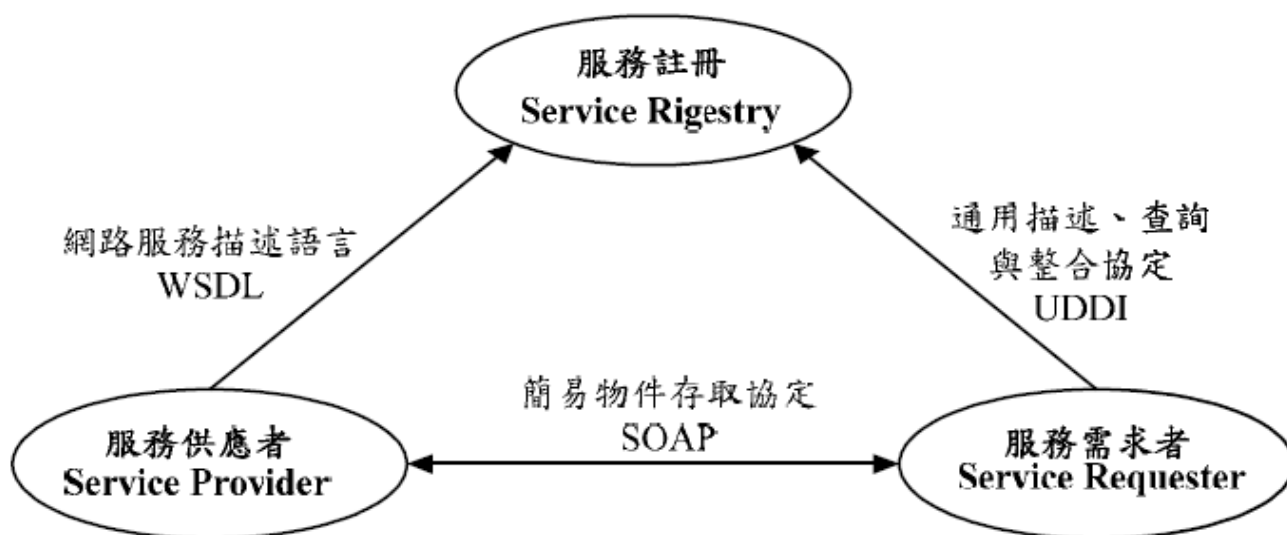 服務註冊
Service Rigestry
網路服務描述語言
WSDL
通用描述、查詢
與整合協定
UDDI
簡易物件存取協定
SOAP
服務供應者
Service Provider
服務需求者
Service Requester